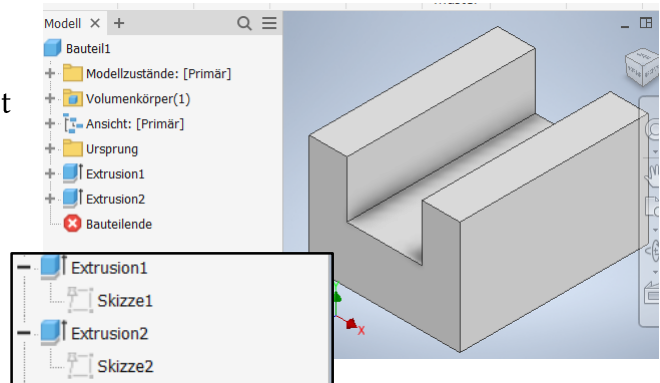 Modell × +
Bauteil1
Modellzustände: [Primär]
t
Volumenkörper(1)
Ansicht: [Primär]
Ursprung
Extrusion1
Extrusion2
Bauteilende
Extrusion1
Skizze1
Extrusion2
Skizze2
X